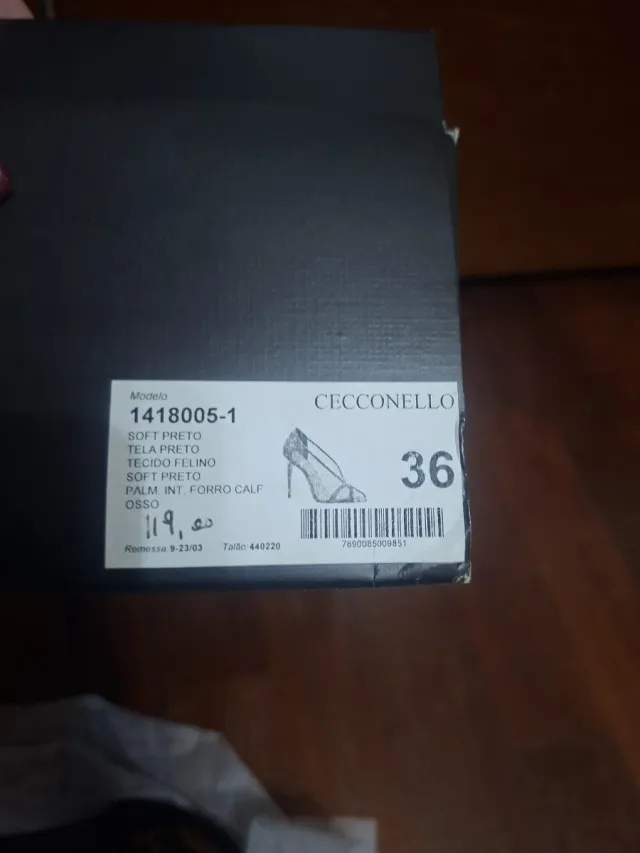 Modelo
CECCONELLO
1418005-1
SOFT PRETO
TELA PRETO
TECIDO FELINO
SOFT PRETO
PALM. INT. FORRO CALF
OSSO
36
119,00
7890085009851
Remessa: 9-23/03 Talão: 440220